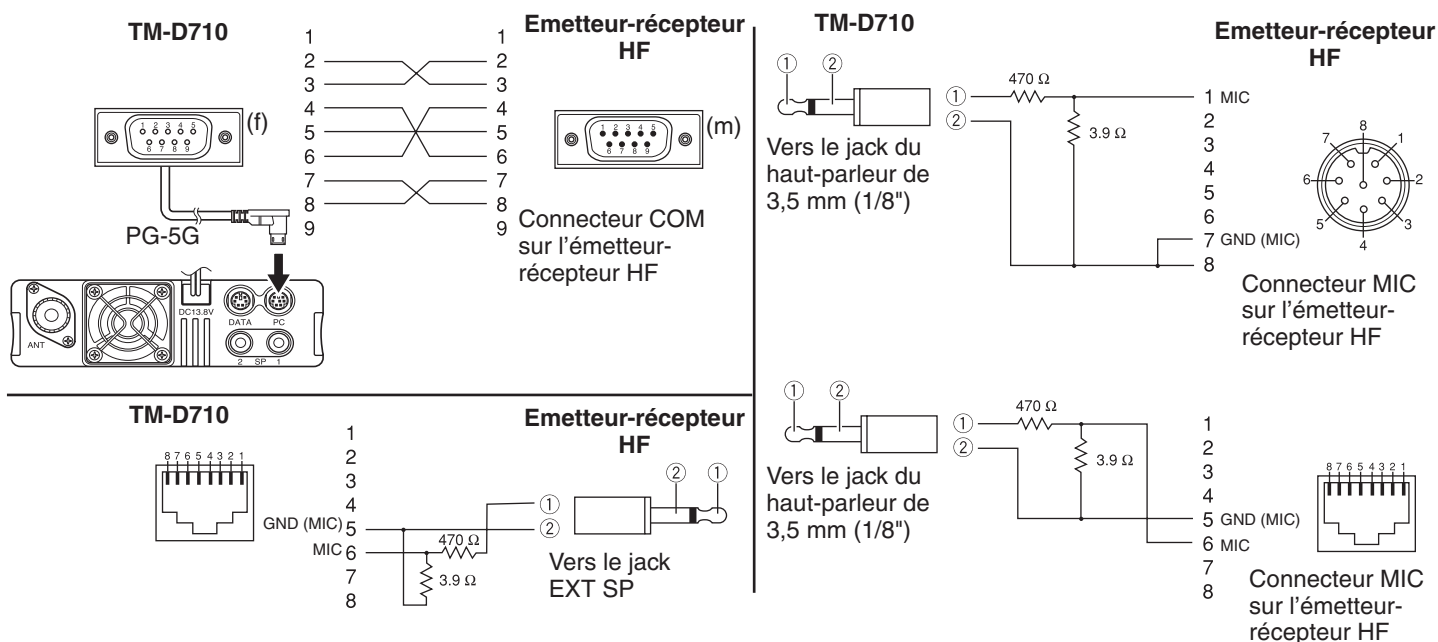 TM-D710
Emetteur-récepteur
HF
1
2
3
4
5
6
7
8
9
1
2
3
4
5
6
7
8
9
1 2 3 4 5
6 7 8 9
(f)
1 2 3 4 5
6 7 8 9
(m)
PG-5G
Connecteur COM
sur l'émetteur-
récepteur HF
ANT
DC13.8V
DATA
PC
2 SP 1
TM-D710
Emetteur-récepteur
HF
8 7 6 5 4 3 2 1
1
2
3
4
GND (MIC) 5
MIC 6
7
8
470 Ω
3.9 Ω
①
②
② ①
Vers le jack
EXT SP
TM-D710
Emetteur-récepteur
HF
① ②
①
②
470 Ω
3.9 Ω
Vers le jack du
haut-parleur de
3,5 mm (1/8")
1 MIC
2
3
4
5
6
7 GND (MIC)
8
8
7 1
6 2
5 3
4
Connecteur MIC
sur l'émetteur-
récepteur HF
① ②
①
②
470 Ω
3.9 Ω
Vers le jack du
haut-parleur de
3,5 mm (1/8")
1
2
3
4
5 GND (MIC)
6 MIC
7
8
8 7 6 5 4 3 2 1
Connecteur MIC
sur l'émetteur-
récepteur HF